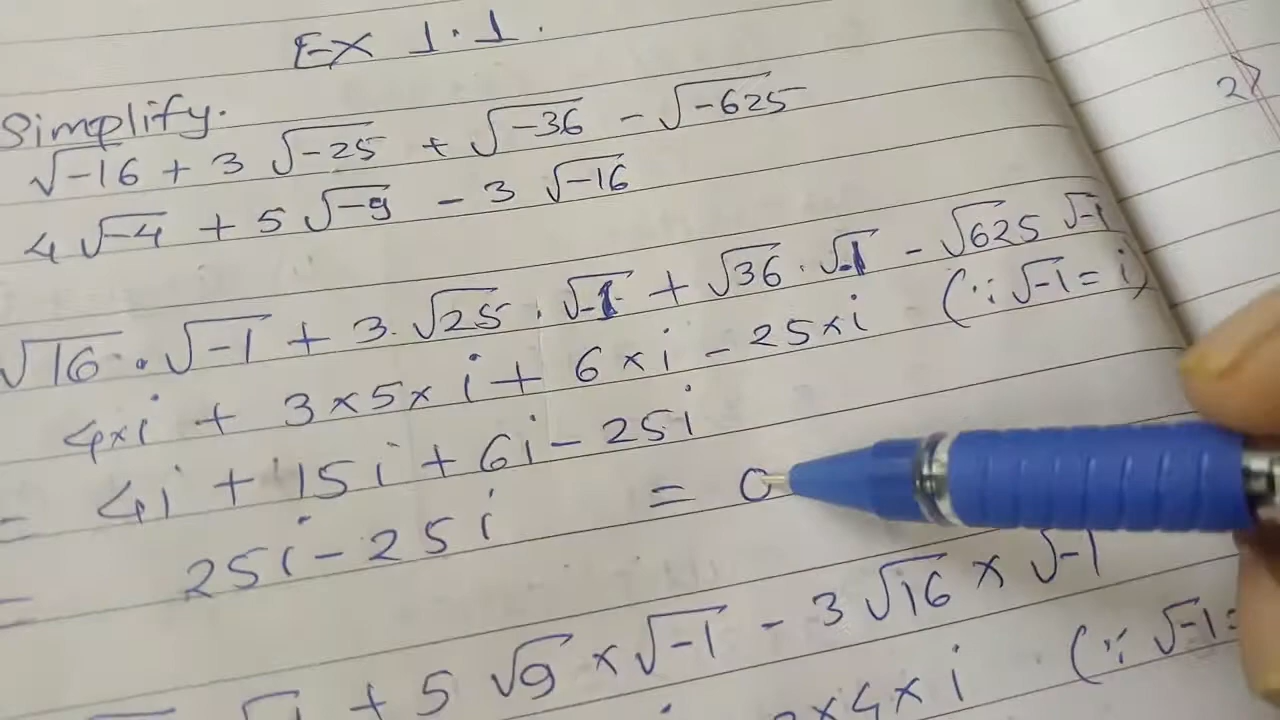 Ex 1.1.
Simplify.
√-16 + 3 √-25 + √-36 - √-625
4√-4 + 5√-9 - 3 √-16
√16 . √-1 + 3.√25 . √-1 + √36 . √-1 - √625 √-1
4×i + 3×5×i + 6×i - 25×i (∵ √-1 = i)
= 4i + 15i + 6i - 25i
= 25i - 25i = 0
+ 5 √9 × √-1 - 3 √16 × √-1
×4×i (∵ √-1 =
2)